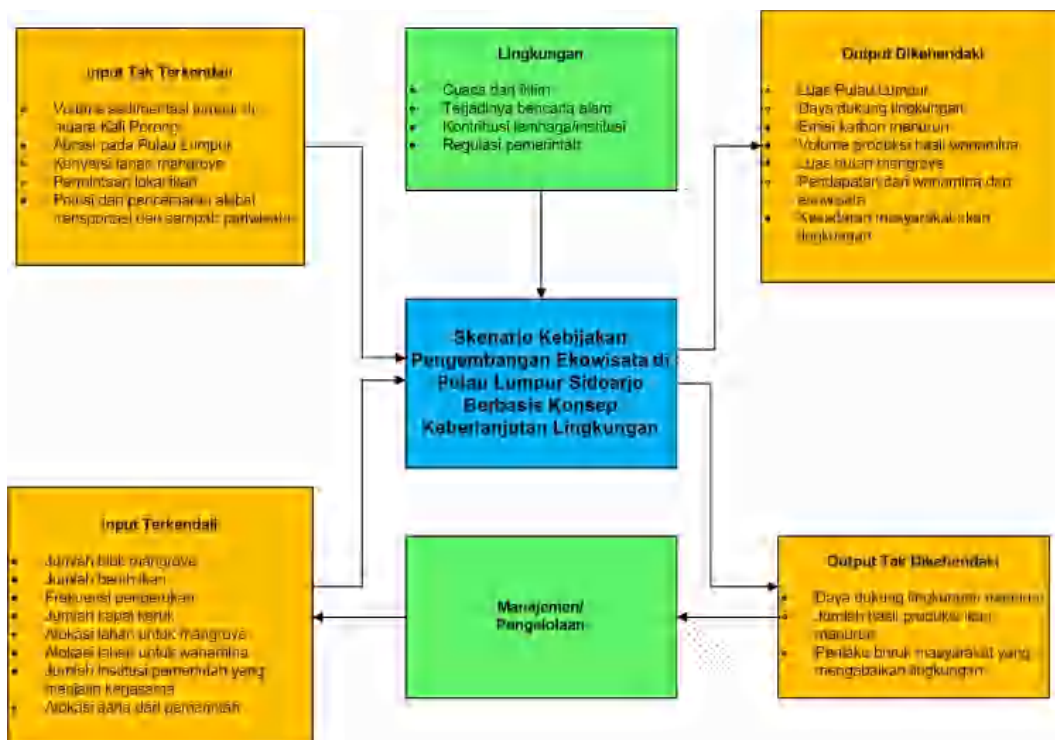 Input Tak Terkendali
Volume sedimentasi lumpur di
muara Kali Porong
Abrasi pada Pulau Lumpur
Konversi lahan mangrove
Permintaan lokal ikan
Polusi dan pencemaran akibat
transportasi dan sampah pariwisata
Lingkungan
Cuaca dan iklim
Terjadinya bencana alam
Kontribusi lembaga/institusi
Regulasi pemerintah
Output Dikehendaki
Luas Pulau Lumpur
Daya dukung lingkungan
Emisi karbon menurun
Volume produksi hasil wanamina
Luas hutan mangrove
Pendapatan dari wanamina dan
ekowisata
Kesadaran masyarakat akan
lingkungan
Skenario Kebijakan
Pengembangan Ekowisata di
Pulau Lumpur Sidoarjo
Berbasis Konsep
Keberlanjutan Lingkungan
Input Terkendali
Jumlah bibit mangrove
Jumlah benih ikan
Frekuensi pengerukan
Jumlah kapal keruk
Alokasi lahan untuk mangrove
Alokasi lahan untuk wanamina
Jumlah institusi pemerintah yang
menjalin kerjasama
Alokasi dana dari pemerintah
Manajemen/
Pengelolaan
Output Tak Dikehendaki
Daya dukung lingkungan menurun
Jumlah hasil produksi ikan
menurun
Perilaku buruk masyarakat yang
mengabaikan lingkungan